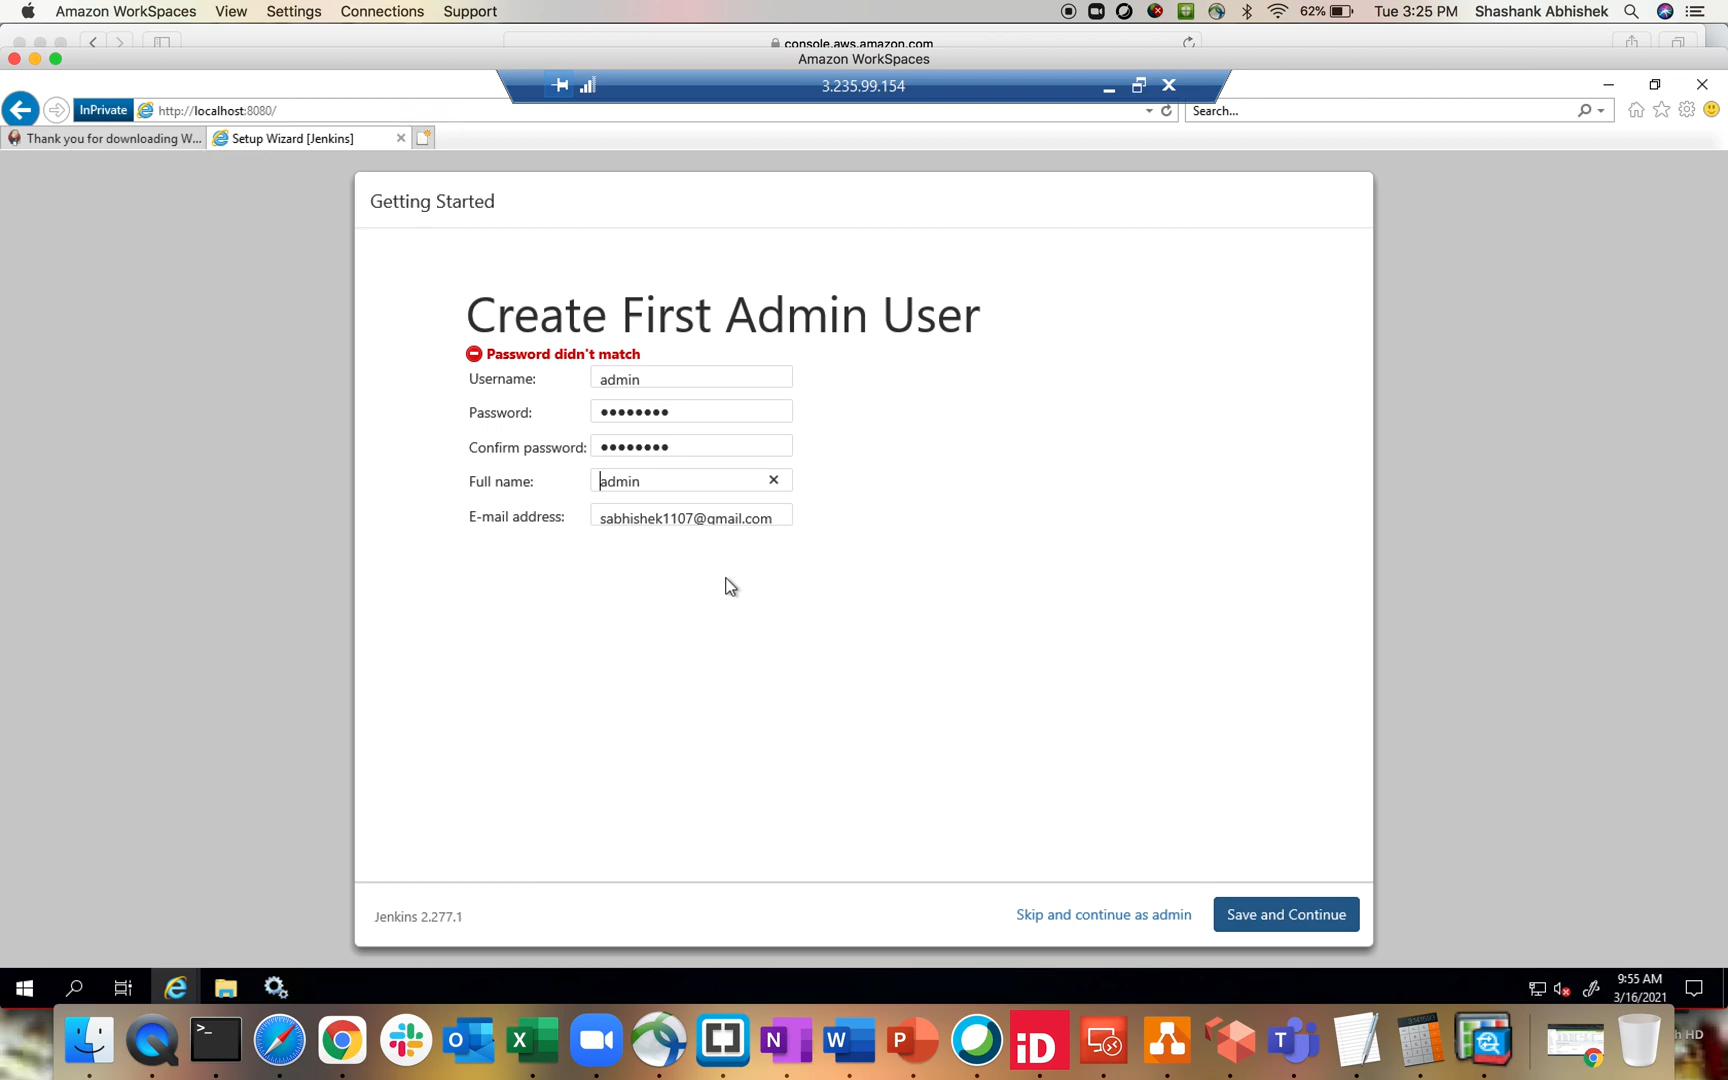 Amazon WorkSpaces View Settings Connections Support 62% Tue 3:25 PM Shashank Abhishek
console.aws.amazon.com
Amazon WorkSpaces
3.235.99.154
InPrivate http://localhost:8080/ Search...
Thank you for downloading W... Setup Wizard [Jenkins]
Getting Started
Create First Admin User
Password didn't match
Username: admin
Password: ••••••••
Confirm password: ••••••••
Full name: admin
E-mail address: sabhishek1107@gmail.com
Jenkins 2.277.1 Skip and continue as admin Save and Continue
9:55 AM
3/16/2021
HD